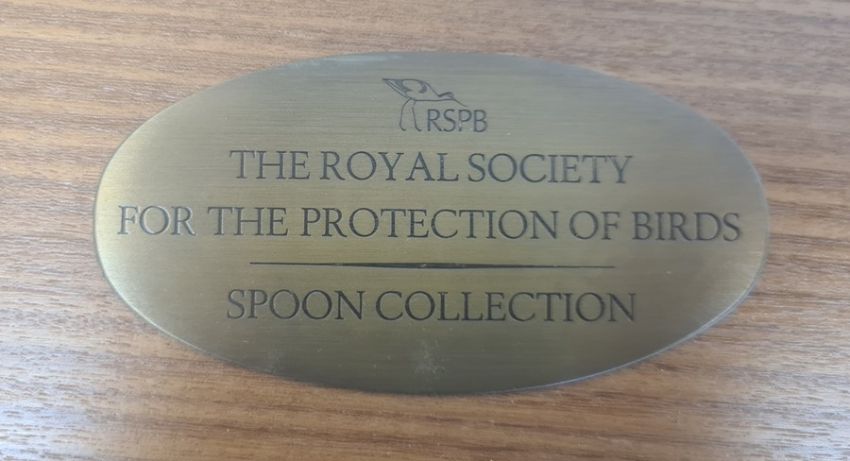 RSPB
THE ROYAL SOCIETY
FOR THE PROTECTION OF BIRDS
SPOON COLLECTION